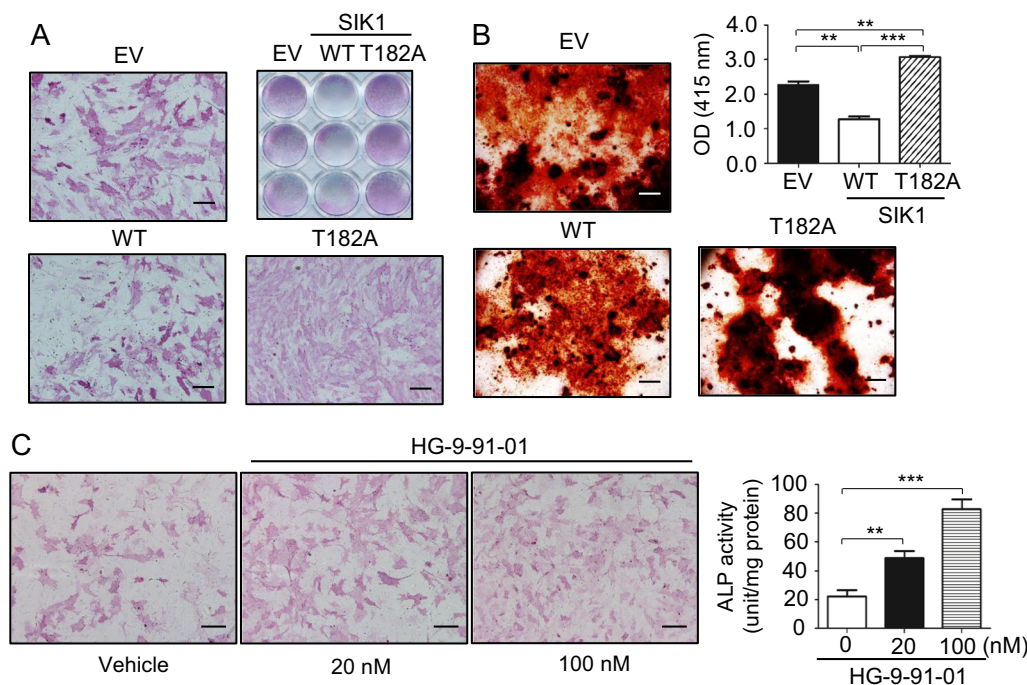 A
EV
SIK1
EV WT T182A
WT
T182A
B
EV
WT
T182A
OD (415 nm)
3.0
2.0
1.0
0.0
**
** ***
EV WT T182A
SIK1
C
HG-9-91-01
Vehicle
20 nM
100 nM
ALP activity
(unit/mg protein)
100
80
60
40
20
0
***
**
0 20 100 (nM)
HG-9-91-01